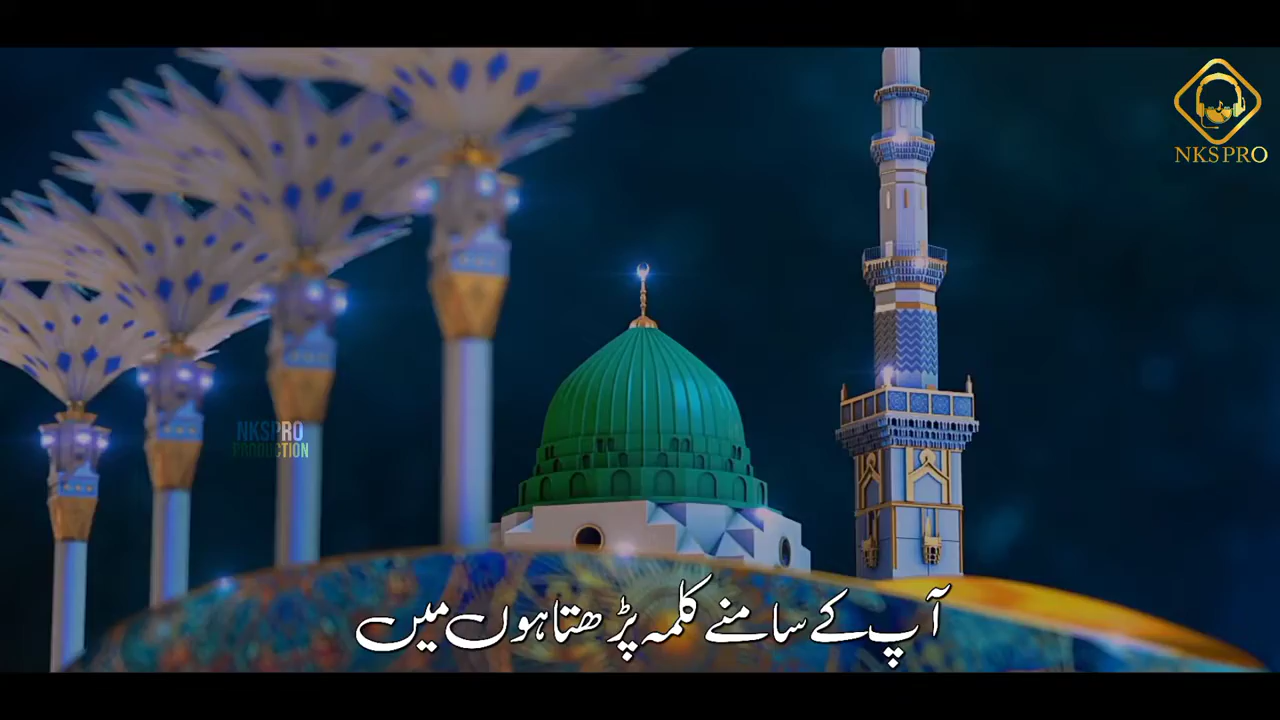 NKSPRO
NKSPRO
PRODUCTION
آپ کے سامنے کلمہ پڑھتا ہوں میں